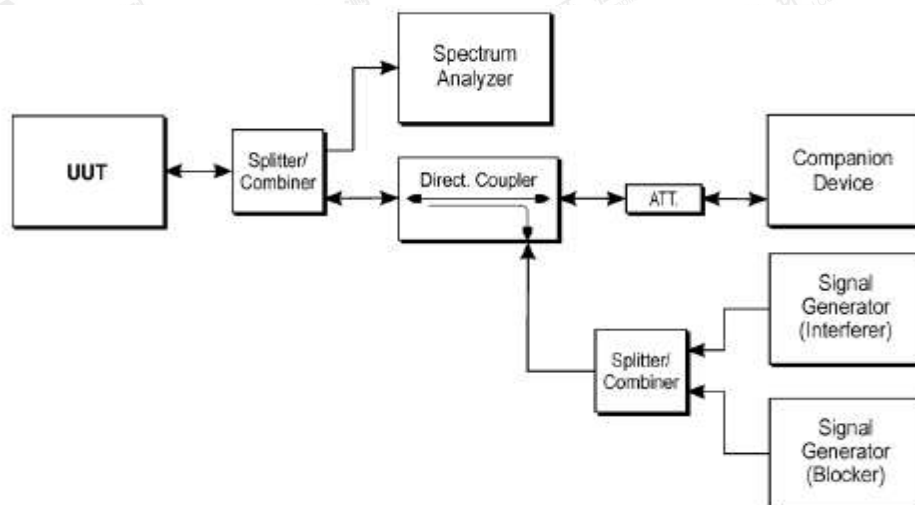 Spectrum
Analyzer
UUT
Splitter/
Combiner
Direct. Coupler
ATT.
Companion
Device
Signal
Generator
(Interferer)
Splitter/
Combiner
Signal
Generator
(Blocker)